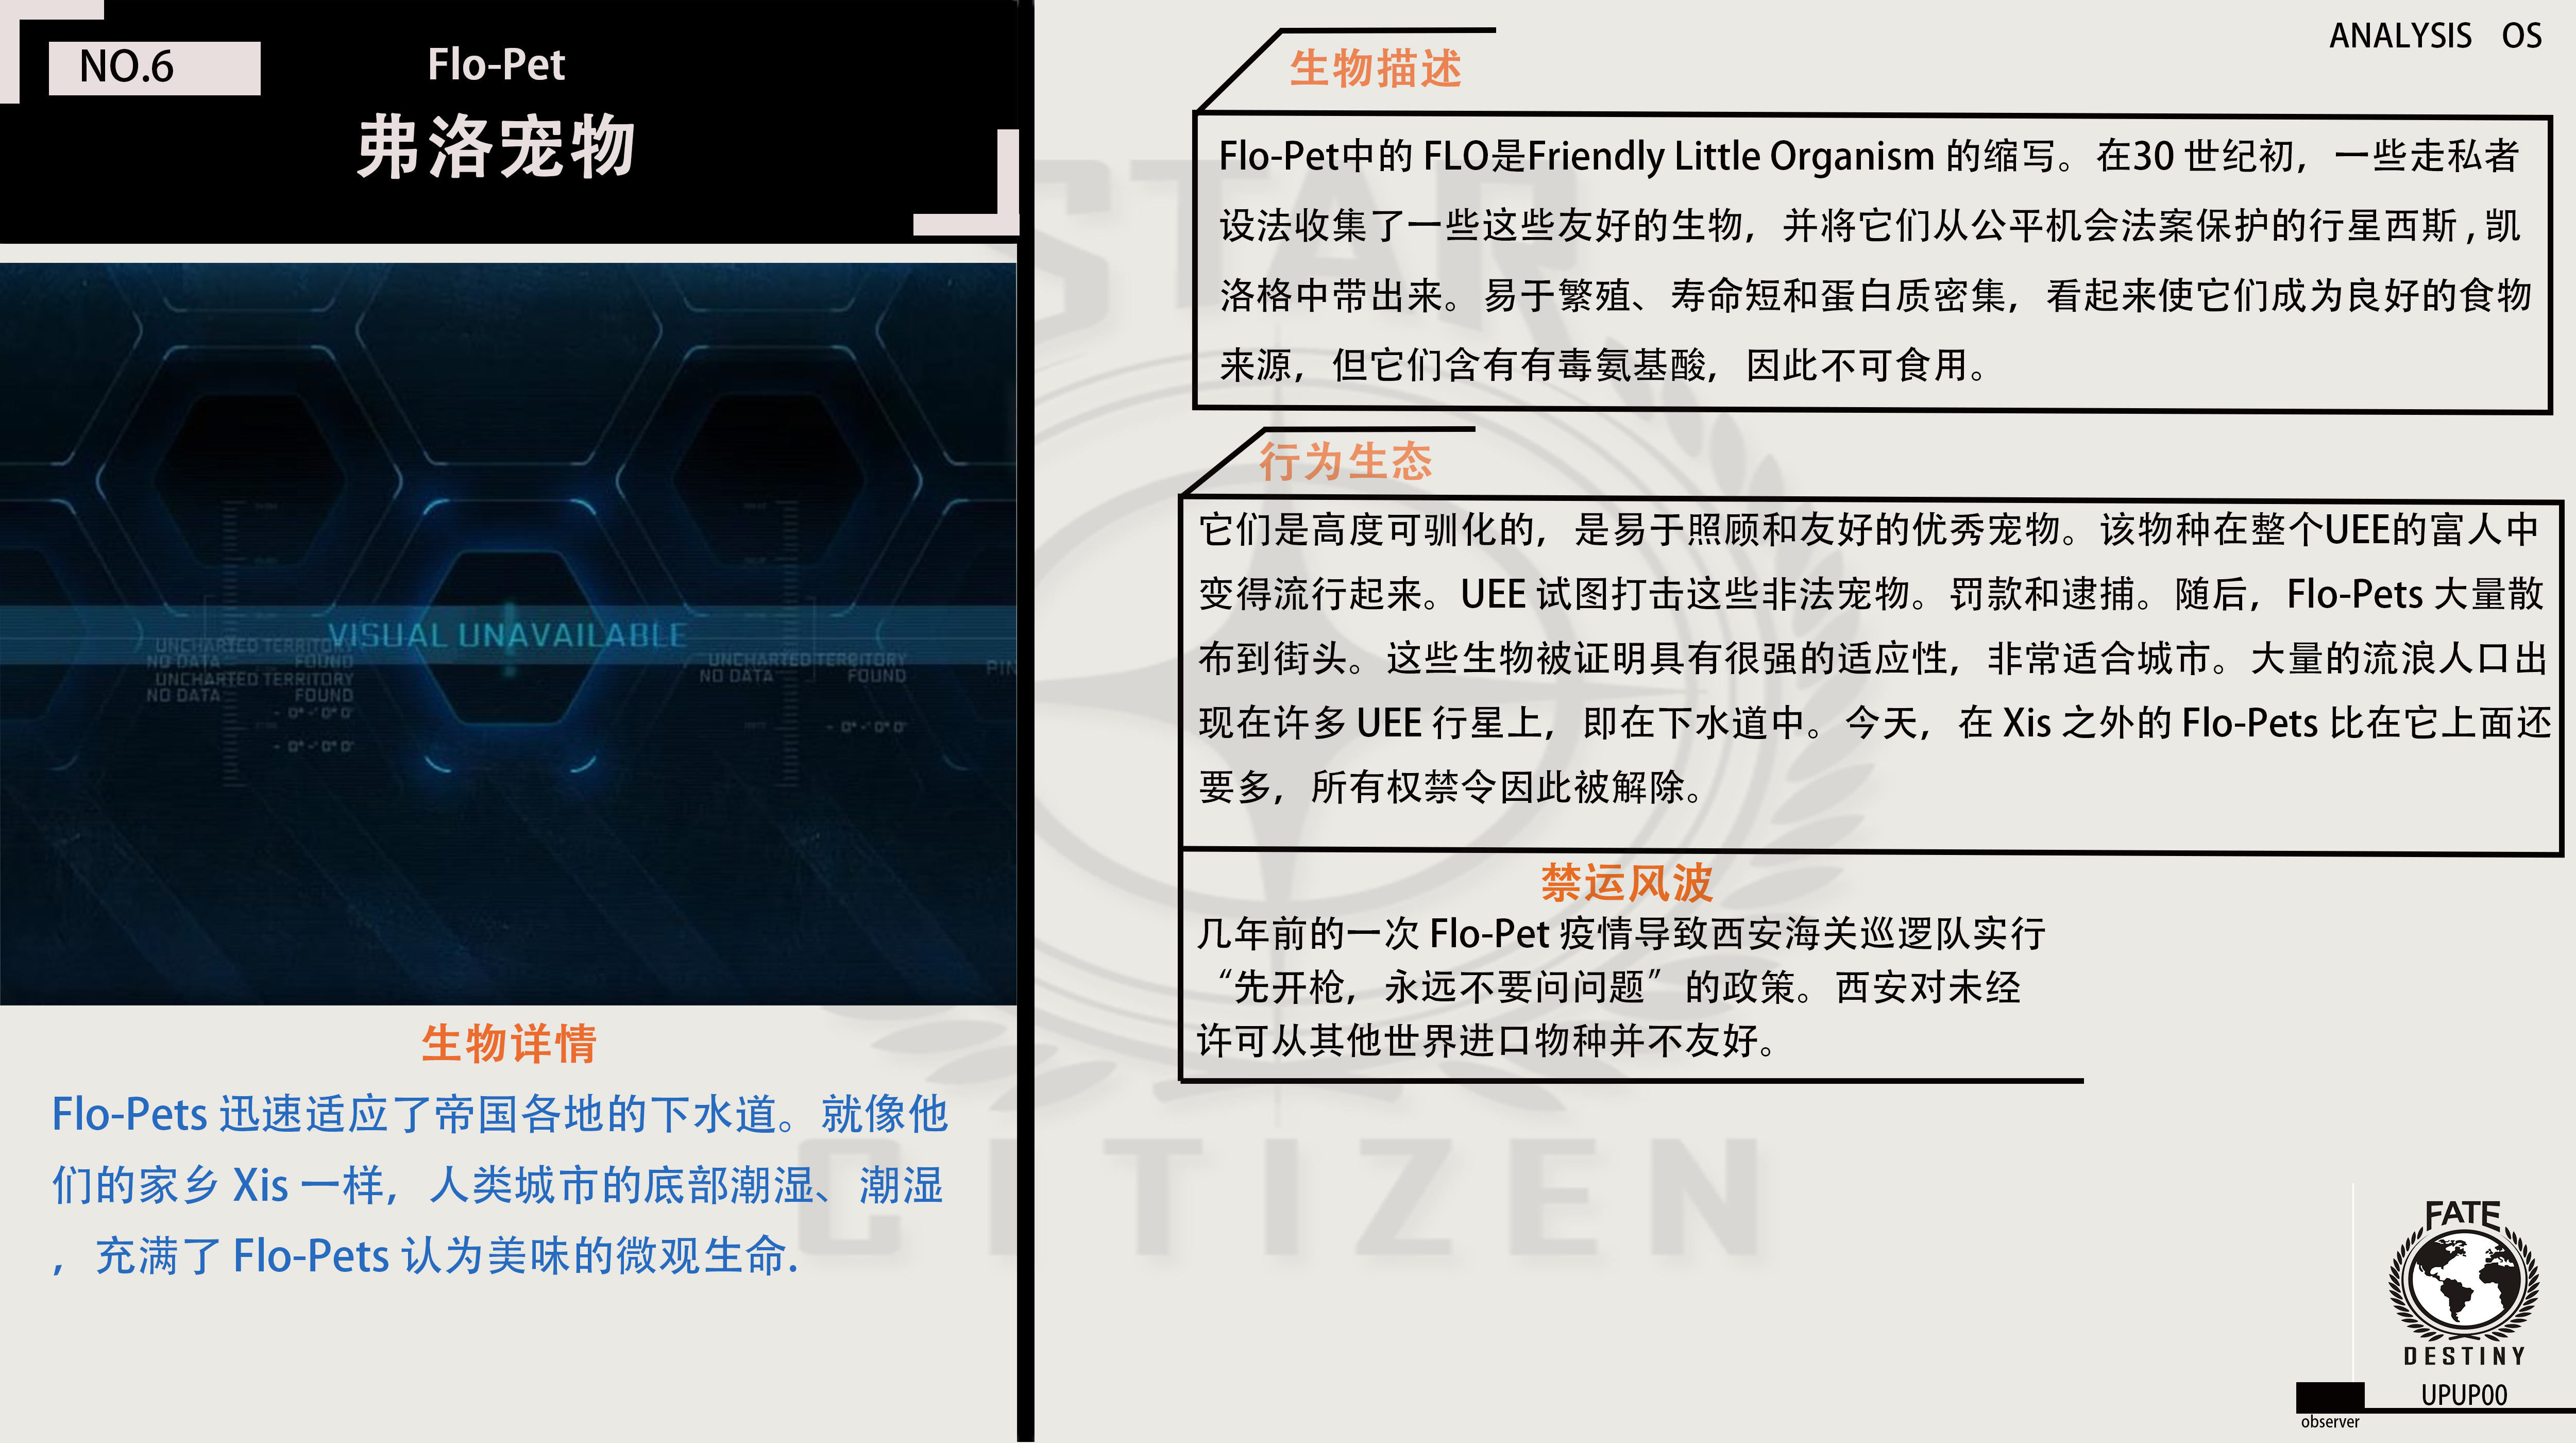 NO.6
Flo-Pet
弗洛宠物
VISUAL UNAVAILABLE
UNCHARTED TERRITORY
NO DATA FOUND
UNCHARTED TERRITORY
NO DATA FOUND
UNCHARTED TERRITORY
NO DATA FOUND
生物详情
Flo-Pets 迅速适应了帝国各地的下水道。就像他
们的家乡 Xis 一样，人类城市的底部潮湿、潮湿
，充满了 Flo-Pets 认为美味的微观生命.
ANALYSIS OS
生物描述
Flo-Pet中的 FLO是Friendly Little Organism 的缩写。在30 世纪初，一些走私者
设法收集了一些这些友好的生物，并将它们从公平机会法案保护的行星西斯,凯
洛格中带出来。易于繁殖、寿命短和蛋白质密集，看起来使它们成为良好的食物
来源，但它们含有有毒氨基酸，因此不可食用。
行为生态
它们是高度可驯化的，是易于照顾和友好的优秀宠物。该物种在整个UEE的富人中
变得流行起来。UEE 试图打击这些非法宠物。罚款和逮捕。随后，Flo-Pets 大量散
布到街头。这些生物被证明具有很强的适应性，非常适合城市。大量的流浪人口出
现在许多 UEE 行星上，即在下水道中。今天，在 Xis 之外的 Flo-Pets 比在它上面还
要多，所有权禁令因此被解除。
禁运风波
几年前的一次 Flo-Pet 疫情导致西安海关巡逻队实行
“先开枪，永远不要问问题”的政策。西安对未经
许可从其他世界进口物种并不友好。
STAR
CITIZEN
FATE
DESTINY
UPUP00
observer